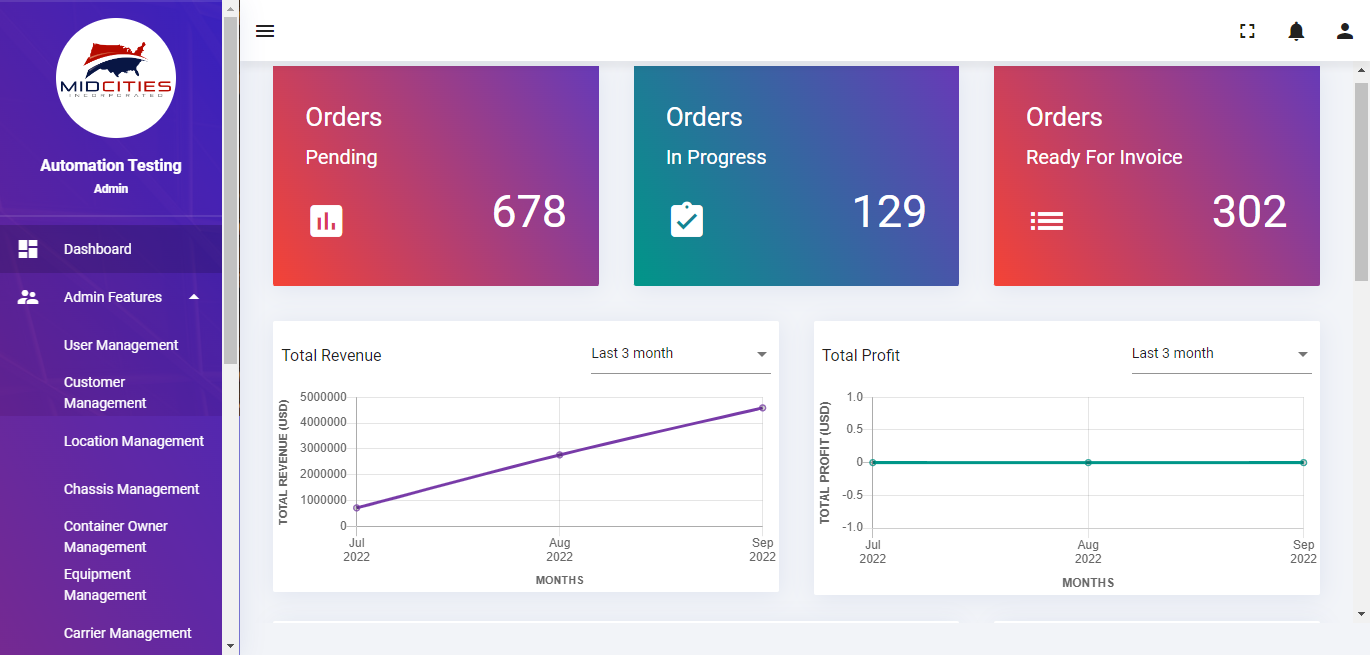 MIDCITIES
INCORPORATED
Automation Testing
Admin
Dashboard
Admin Features
User Management
Customer
Management
Location Management
Chassis Management
Container Owner
Management
Equipment
Management
Carrier Management
Orders
Pending
678
Orders
In Progress
129
Orders
Ready For Invoice
302
Total Revenue
Last 3 month
TOTAL REVENUE (USD)
5000000
4000000
3000000
2000000
1000000
0
Jul
2022
Aug
2022
Sep
2022
MONTHS
Total Profit
Last 3 month
TOTAL PROFIT (USD)
1.0
0.5
0
-0.5
-1.0
Jul
2022
Aug
2022
Sep
2022
MONTHS